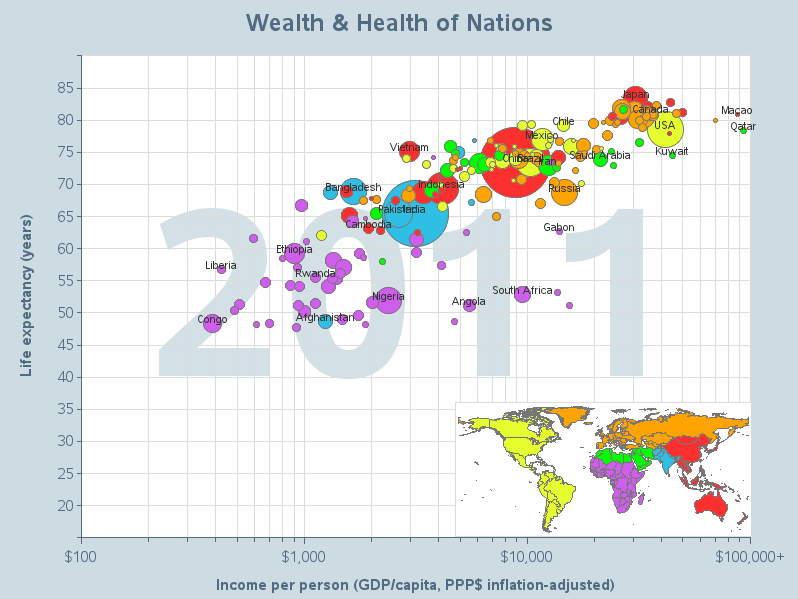 Wealth & Health of Nations
2011
Life expectancy (years)
85
80
75
70
65
60
55
50
45
40
35
30
25
20
Japan
Canada
Macao
USA
Qatar
Chile
Mexico
Kuwait
Vietnam
China
Brazil
Iran
Saudi Arabia
Bangladesh
Indonesia
Russia
Pakistan
India
Cambodia
Gabon
Ethiopia
Liberia
Rwanda
South Africa
Nigeria
Angola
Congo
Afghanistan
$100
$1,000
$10,000
$100,000+
Income per person (GDP/capita, PPP$ inflation-adjusted)